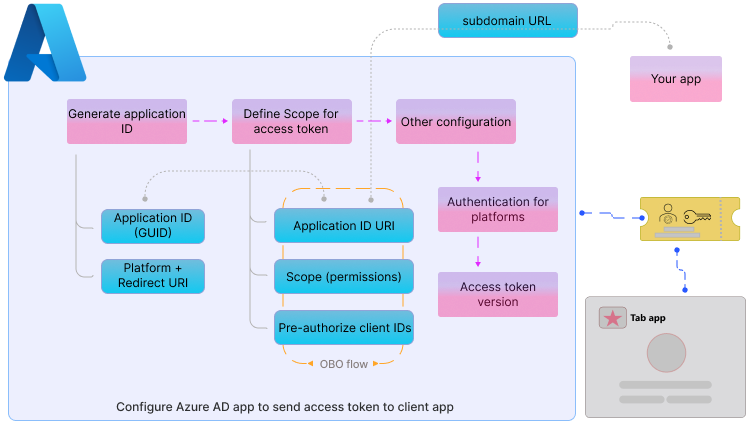 subdomain URL
Your app
Generate application
ID
Define Scope for
access token
Other configuration
Application ID
(GUID)
Platform +
Redirect URI
Application ID URI
Scope (permissions)
Pre-authorize client IDs
OBO flow
Authentication for
platforms
Access token
version
Tab app
Configure Azure AD app to send access token to client app